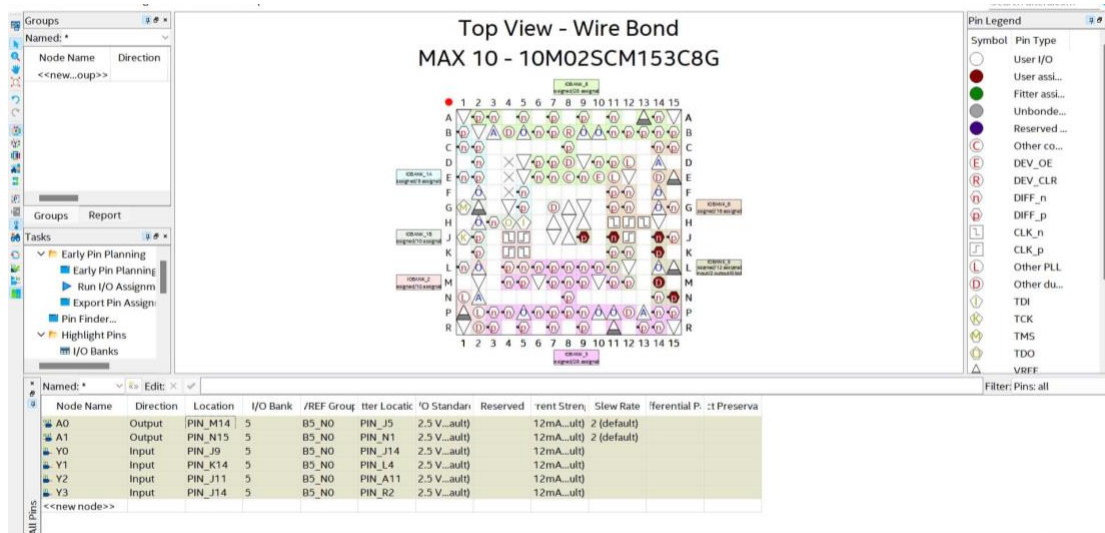 Groups
Named: *
Node Name Direction
<<new...oup>>
Groups Report
Tasks
Early Pin Planning
Early Pin Planning
Run I/O Assignm
Export Pin Assign
Pin Finder...
Highlight Pins
I/O Banks
Top View - Wire Bond
MAX 10 - 10M02SCM153C8G
1 2 3 4 5 6 7 8 9 10 11 12 13 14 15
A A
B B
C C
D D
E E
F F
G G
H H
J J
K K
L L
M M
N N
P P
R R
1 2 3 4 5 6 7 8 9 10 11 12 13 14 15
Pin Legend
Symbol Pin Type
User I/O
User assi...
Fitter assi...
Unbonde...
Reserved ...
C Other co...
E DEV_OE
R DEV_CLR
n DIFF_n
p DIFF_p
CLK_n
CLK_p
L Other PLL
D Other du...
I TDI
K TCK
M TMS
O TDO
VREF
Named: * Edit: Filter: Pins: all
Node Name Direction Location I/O Bank /REF Group tter Locatic 'O Standar Reserved rrent Stren Slew Rate fferential P. ct Preserva
A0 Output PIN_M14 5 B5_N0 PIN_J5 2.5 V...ault) 12mA...ult) 2 (default)
A1 Output PIN_N15 5 B5_N0 PIN_N1 2.5 V...ault) 12mA...ult) 2 (default)
Y0 Input PIN_J9 5 B5_N0 PIN_J14 2.5 V...ault) 12mA...ult)
Y1 Input PIN_K14 5 B5_N0 PIN_L4 2.5 V...ault) 12mA...ult)
Y2 Input PIN_J11 5 B5_N0 PIN_A11 2.5 V...ault) 12mA...ult)
Y3 Input PIN_J14 5 B5_N0 PIN_R2 2.5 V...ault) 12mA...ult)
<<new node>>
All Pins